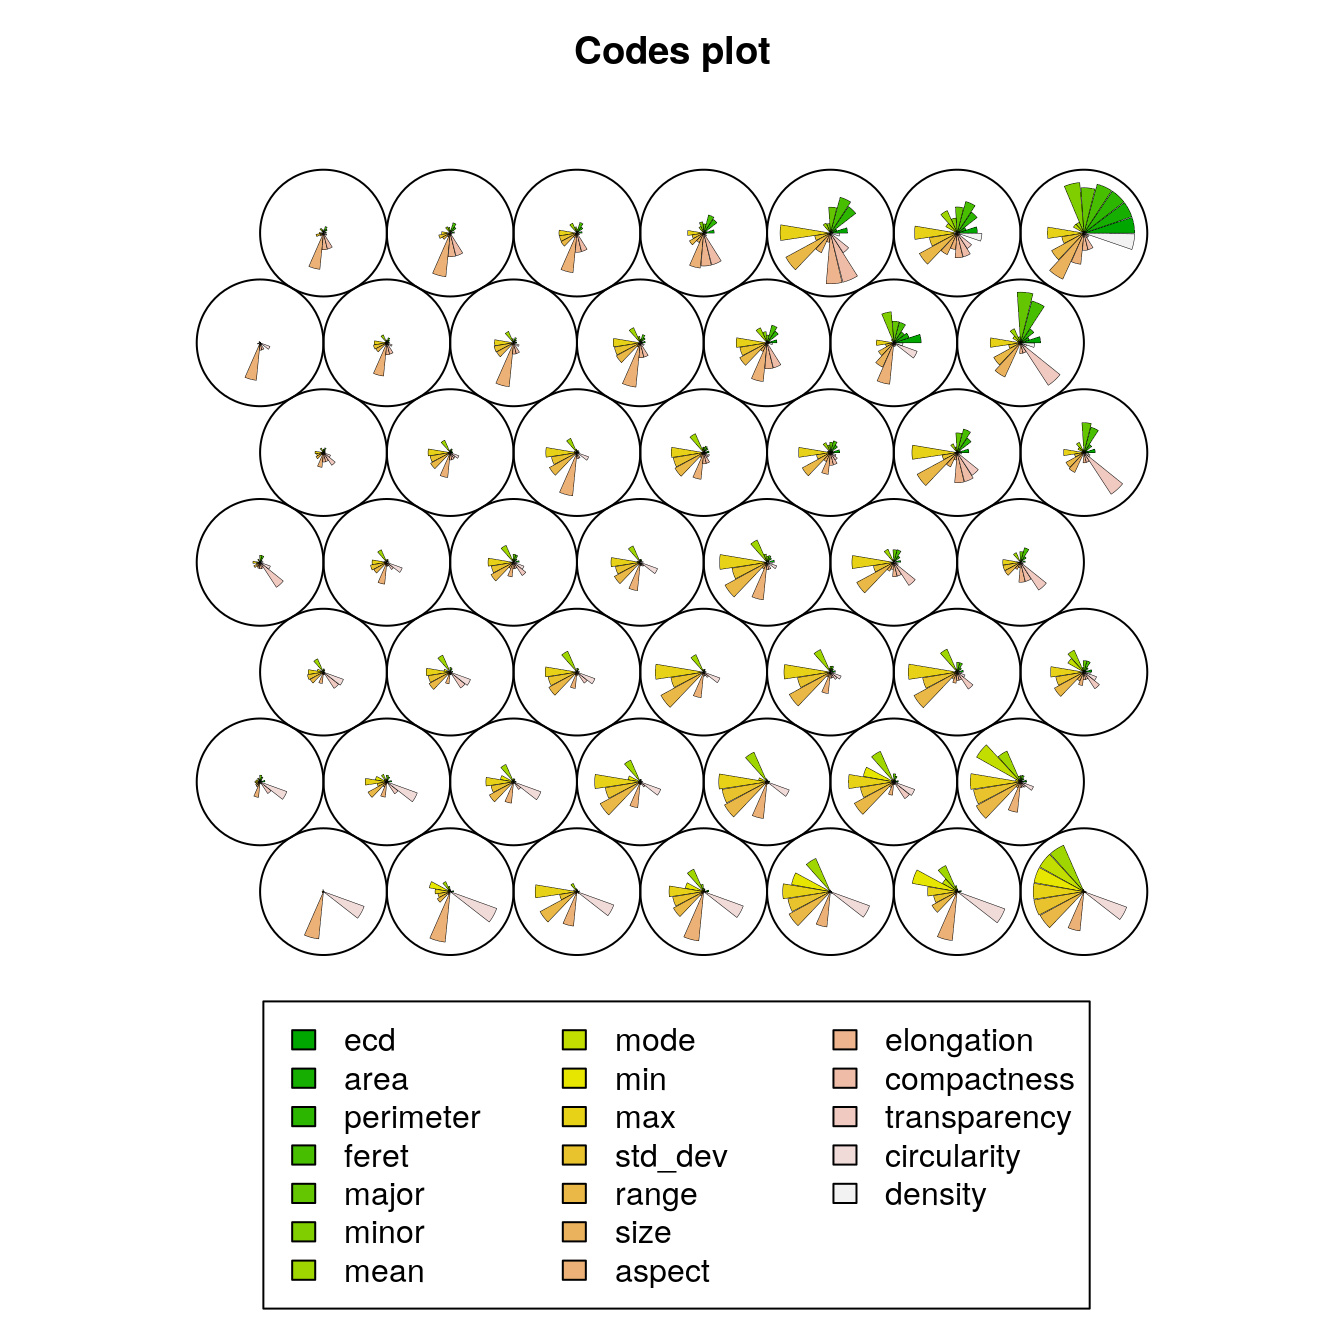 Codes plot
ecd
area
perimeter
feret
major
minor
mean
mode
min
max
std_dev
range
size
aspect
elongation
compactness
transparency
circularity
density